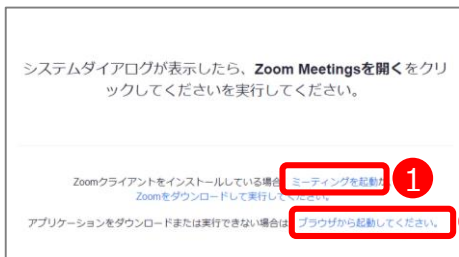 システムダイアログが表示したら、Zoom Meetingsを開くをクリ
ックしてくださいを実行してください。
Zoomクライアントをインストールしている場合 ミーティングを起動
1
Zoomをダウンロードして実行してください。
アプリケーションをダウンロードまたは実行できない場合は ブラウザから起動してください。